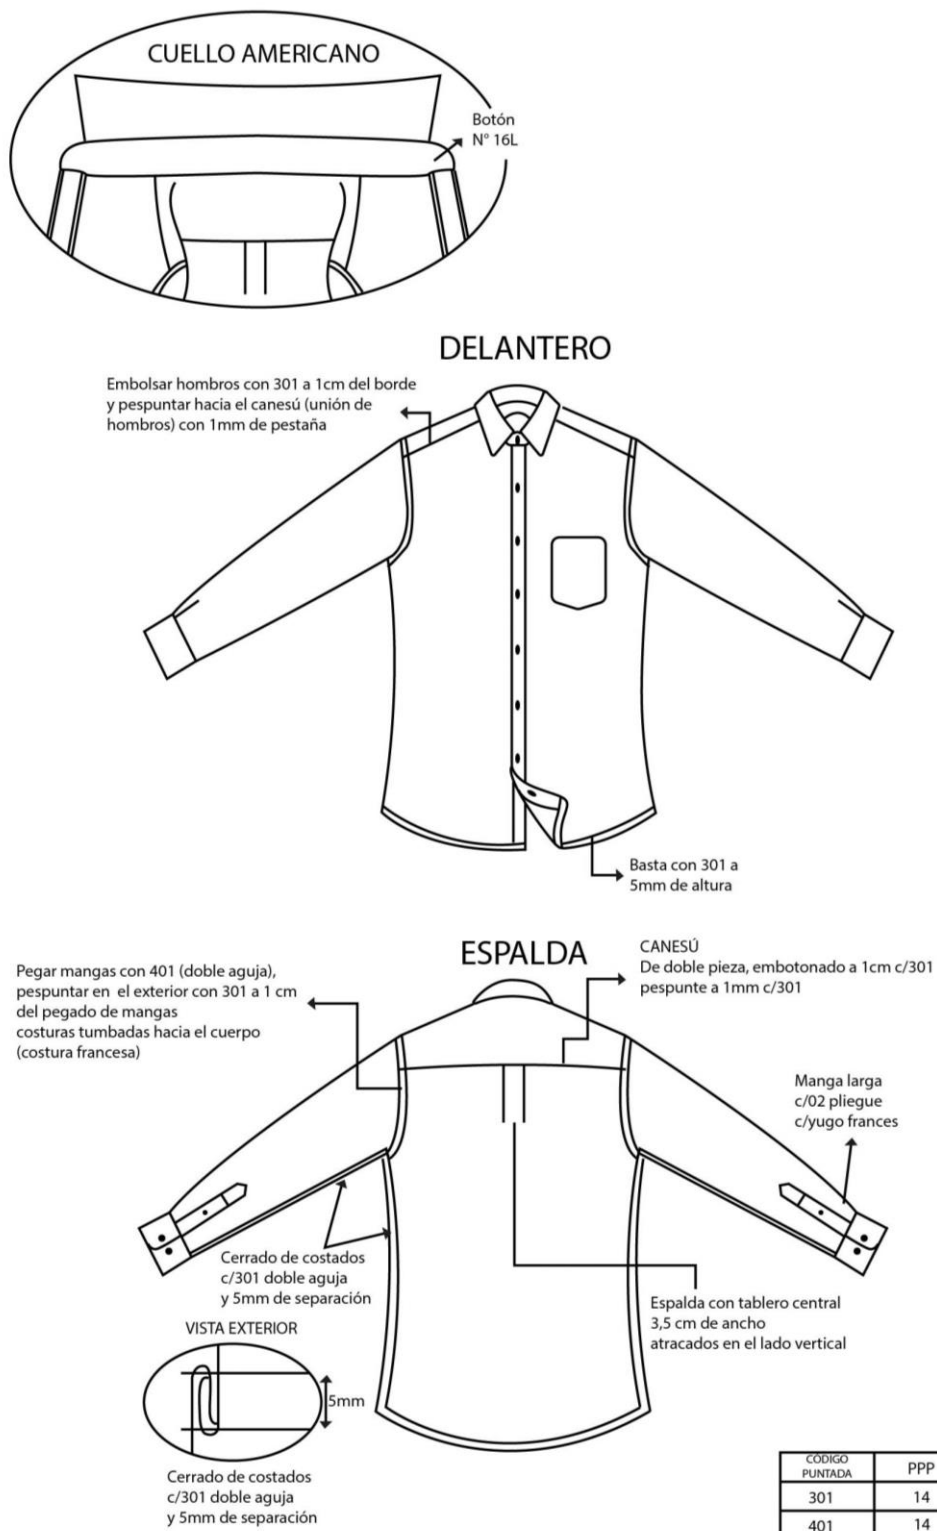 CUELLO AMERICANO
Botón
N° 16L
DELANTERO
Embolsar hombros con 301 a 1cm del borde
y pespuntar hacia el canesú (unión de
hombros) con 1mm de pestaña
Basta con 301 a
5mm de altura
ESPALDA
CANESÚ
De doble pieza, embotonado a 1cm c/301
pespunte a 1mm c/301
Pegar mangas con 401 (doble aguja),
pespuntar en el exterior con 301 a 1 cm
del pegado de mangas
costuras tumbadas hacia el cuerpo
(costura francesa)
Manga larga
c/02 pliegue
c/yugo frances
Cerrado de costados
c/301 doble aguja
y 5mm de separación
Espalda con tablero central
3,5 cm de ancho
atracados en el lado vertical
VISTA EXTERIOR
5mm
Cerrado de costados
c/301 doble aguja
y 5mm de separación
CÓDIGO
PUNTADA PPP
301 14
401 14